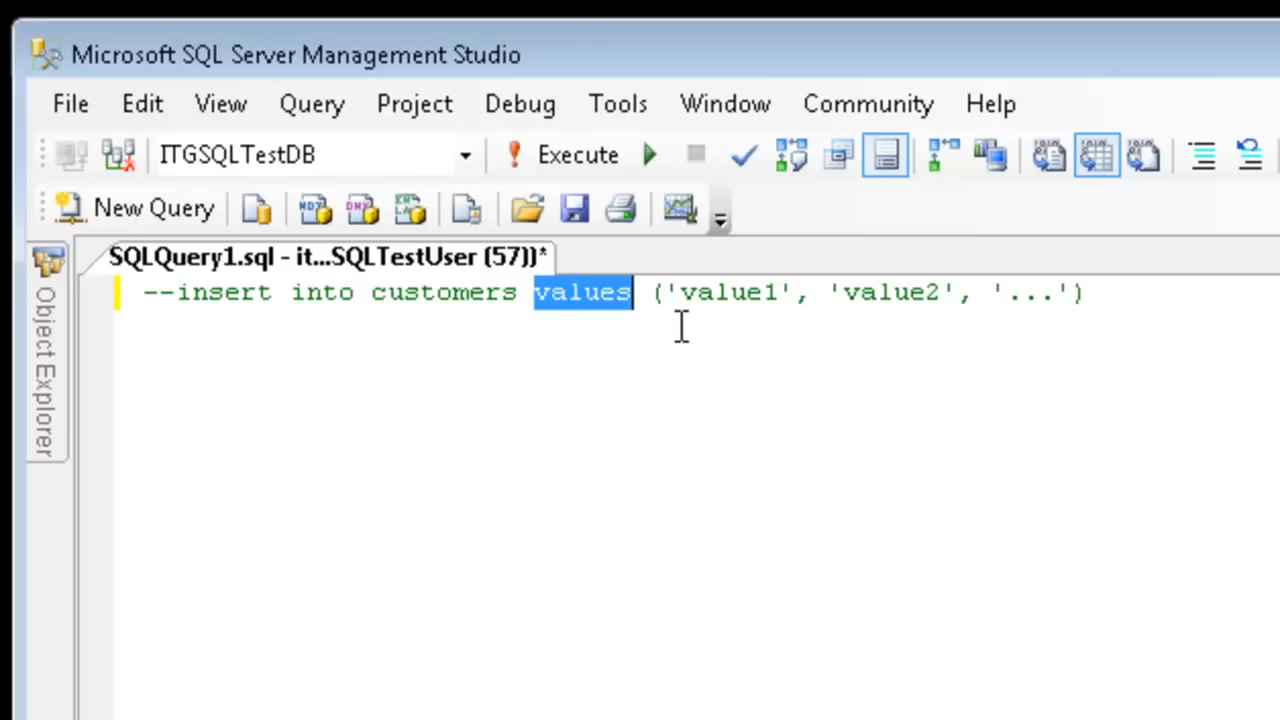 Microsoft SQL Server Management Studio
File Edit View Query Project Debug Tools Window Community Help
ITGSQLTestDB Execute
New Query
SQLQuery1.sql - it...SQLTestUser (57))*
--insert into customers values ('value1', 'value2', '...')
Object Explorer